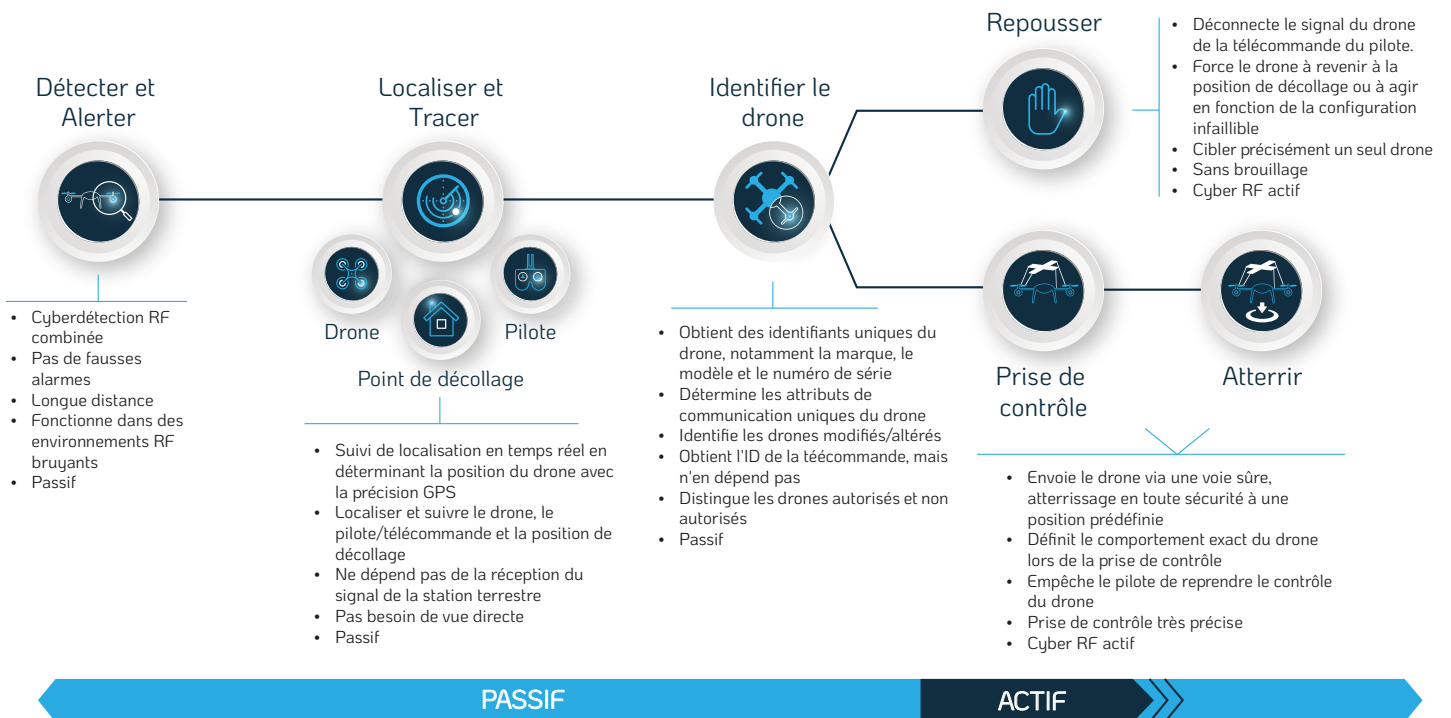 Détecter et
Alerter
• Cyberdétection RF
combinée
• Pas de fausses
alarmes
• Longue distance
• Fonctionne dans des
environnements RF
bruyants
• Passif
Localiser et
Tracer
Drone
Pilote
Point de décollage
• Suivi de localisation en temps réel en
déterminant la position du drone avec
la précision GPS
• Localiser et suivre le drone, le
pilote/télécommande et la position de
décollage
• Ne dépend pas de la réception du
signal de la station terrestre
• Pas besoin de vue directe
• Passif
Identifier le
drone
• Obtient des identifiants uniques du
drone, notamment la marque, le
modèle et le numéro de série
• Détermine les attributs de
communication uniques du drone
• Identifie les drones modifiés/altérés
• Obtient l'ID de la téécommande, mais
n'en dépend pas
• Distingue les drones autorisés et non
autorisés
• Passif
Repousser
• Déconnecte le signal du drone
de la télécommande du pilote.
• Force le drone à revenir à la
position de décollage ou à agir
en fonction de la configuration
infaillible
• Cibler précisément un seul drone
• Sans brouillage
• Cyber RF actif
Prise de
contrôle
Atterrir
• Envoie le drone via une voie sûre,
atterrissage en toute sécurité à une
position prédéfinie
• Définit le comportement exact du drone
lors de la prise de contrôle
• Empêche le pilote de reprendre le contrôle
du drone
• Prise de contrôle très précise
• Cyber RF actif
PASSIF
ACTIF